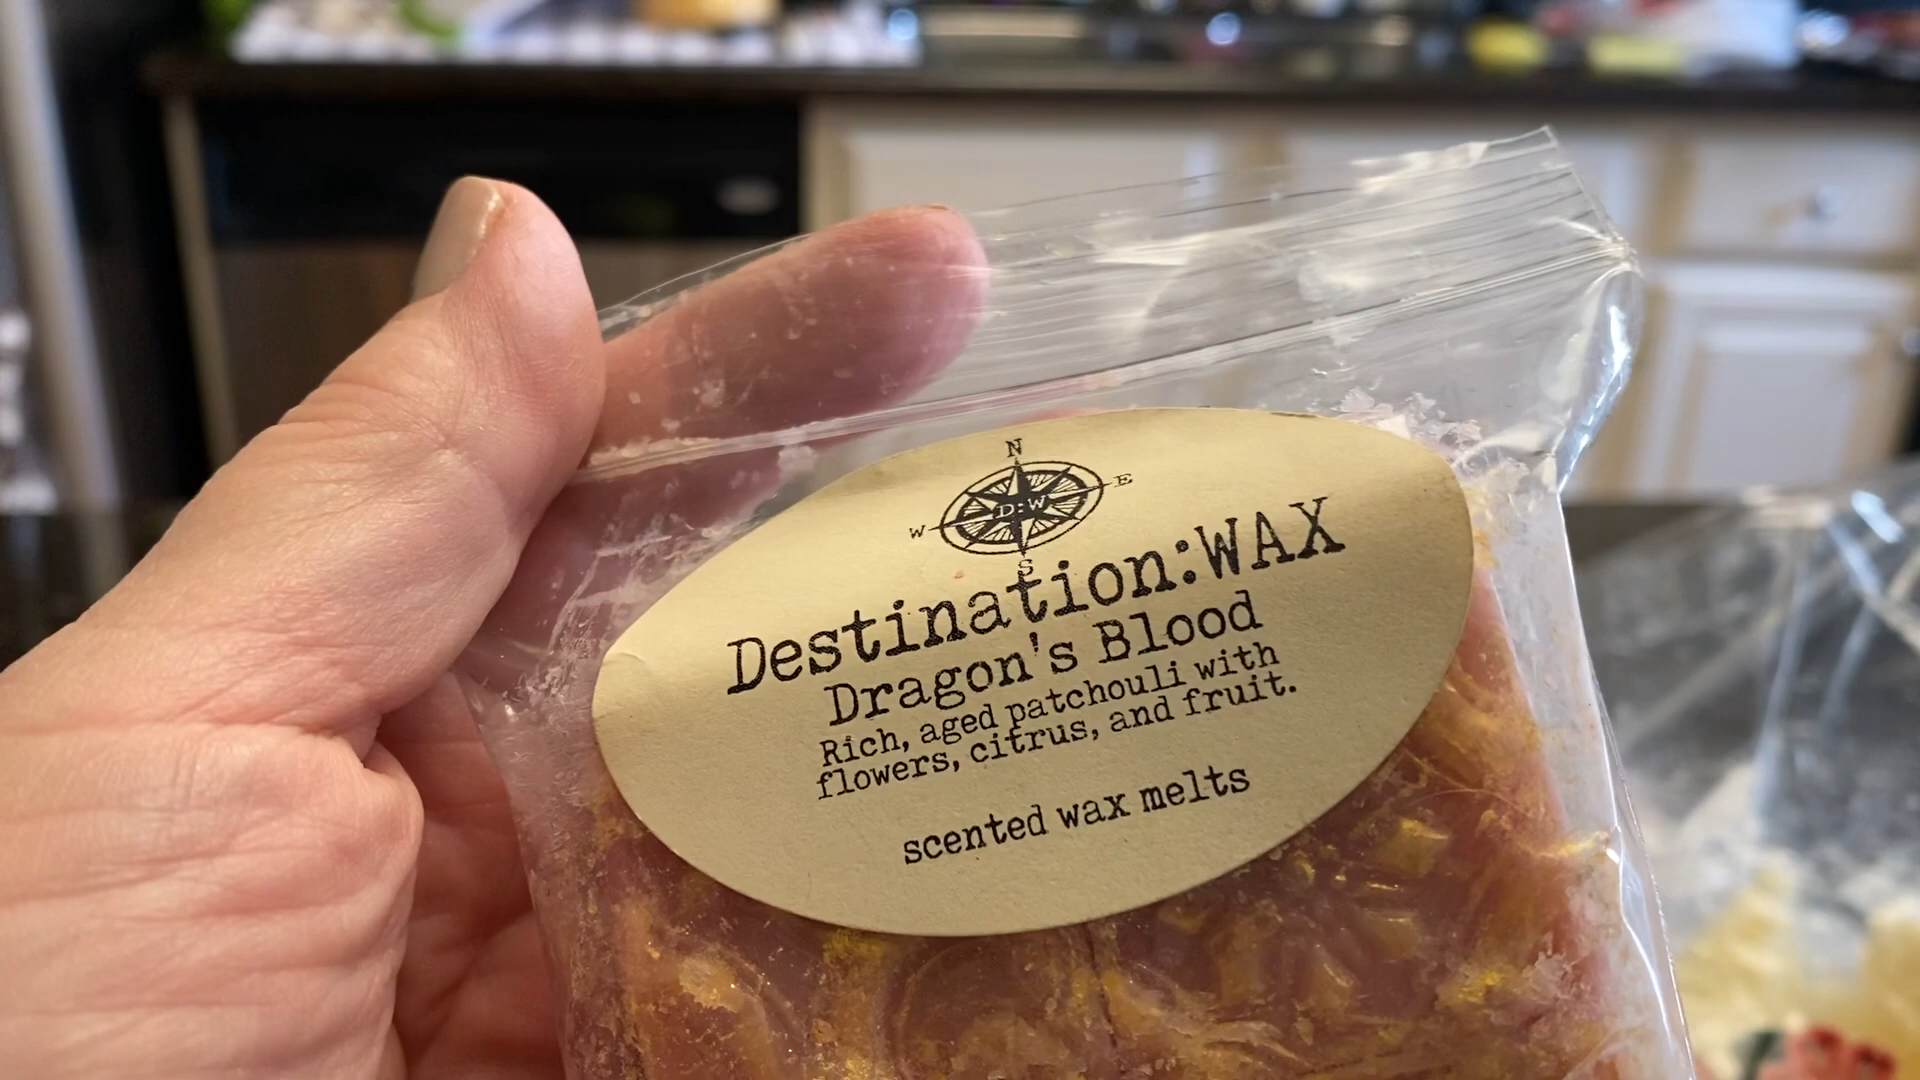 N
W D:W E
S
Destination:WAX
Dragon's Blood
Rich, aged patchouli with
flowers, citrus, and fruit.
scented wax melts